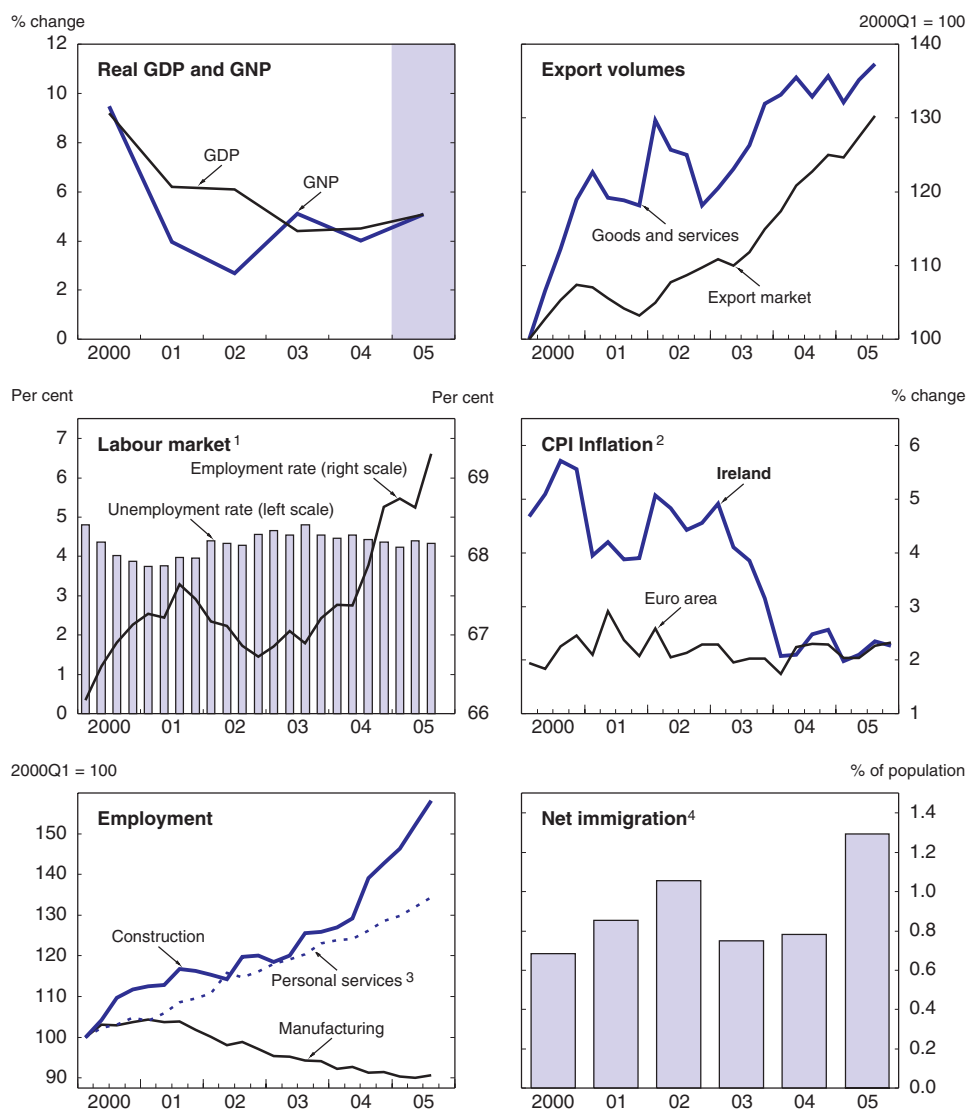 % change
2000Q1 = 100
Real GDP and GNP
12
10
8
6
4
2
0
GDP
GNP
2000 01 02 03 04 05
Export volumes
140
130
120
110
100
Goods and services
Export market
2000 01 02 03 04 05
Per cent
Per cent
% change
Labour market 1
7
6
5
4
3
2
1
0
Employment rate (right scale)
Unemployment rate (left scale)
69
68
67
66
2000 01 02 03 04 05
CPI Inflation 2
6
5
4
3
2
1
Ireland
Euro area
2000 01 02 03 04 05
2000Q1 = 100
% of population
Employment
150
140
130
120
110
100
90
Construction
Personal services 3
Manufacturing
2000 01 02 03 04 05
Net immigration 4
1.4
1.2
1.0
0.8
0.6
0.4
0.2
0.0
2000 01 02 03 04 05